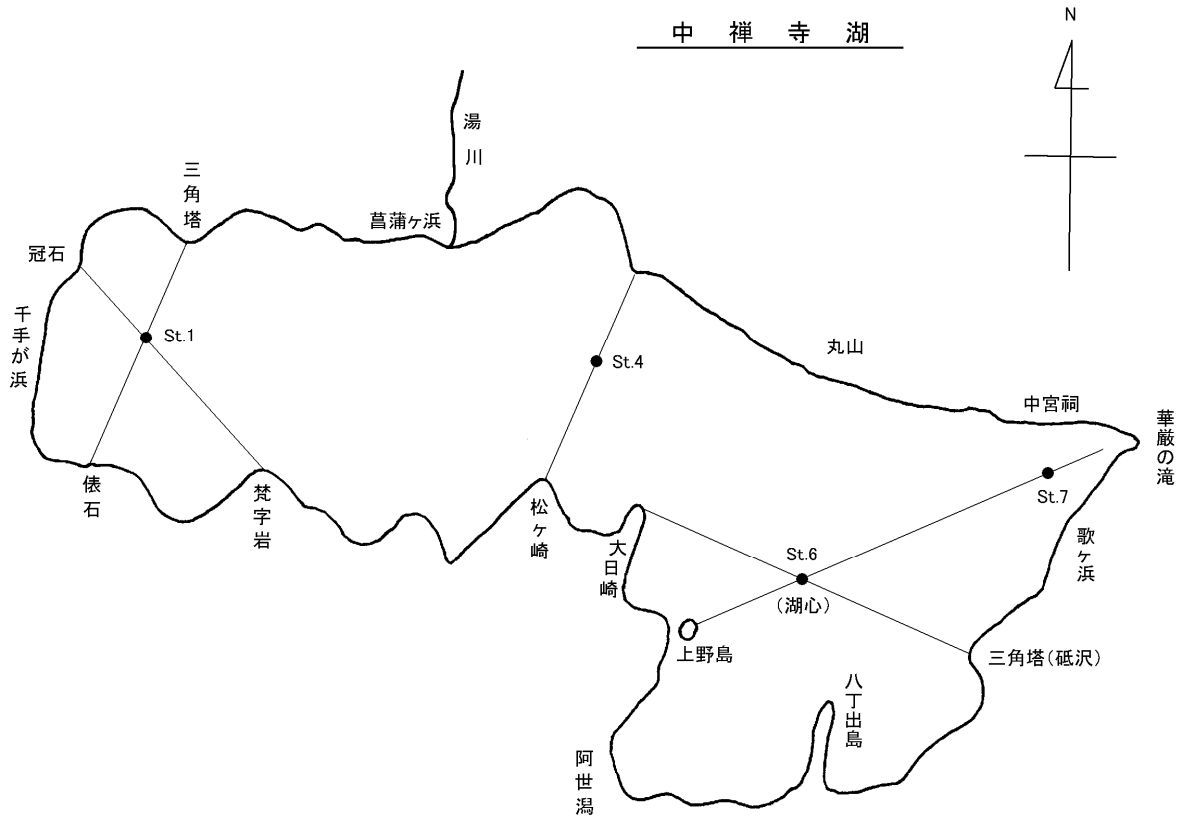 中禅寺湖
N
湯川
三角塔
菖蒲ヶ浜
冠石
千手が浜
St.1
St.4
丸山
中宮祠
華厳の滝
俵石
梵字岩
松ヶ崎
大日崎
St.7
歌ヶ浜
St.6
(湖心)
上野島
三角塔(砥沢)
八丁出島
阿世潟